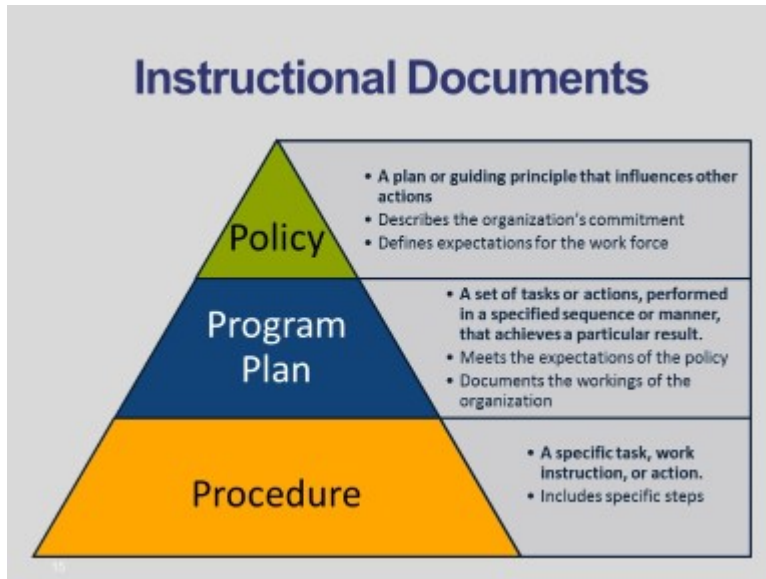 Instructional Documents
Policy
• A plan or guiding principle that influences other
actions
• Describes the organization's commitment
• Defines expectations for the work force
Program
Plan
• A set of tasks or actions, performed
in a specified sequence or manner,
that achieves a particular result.
• Meets the expectations of the policy
• Documents the workings of the
organization
Procedure
• A specific task, work
instruction, or action.
• Includes specific steps
15